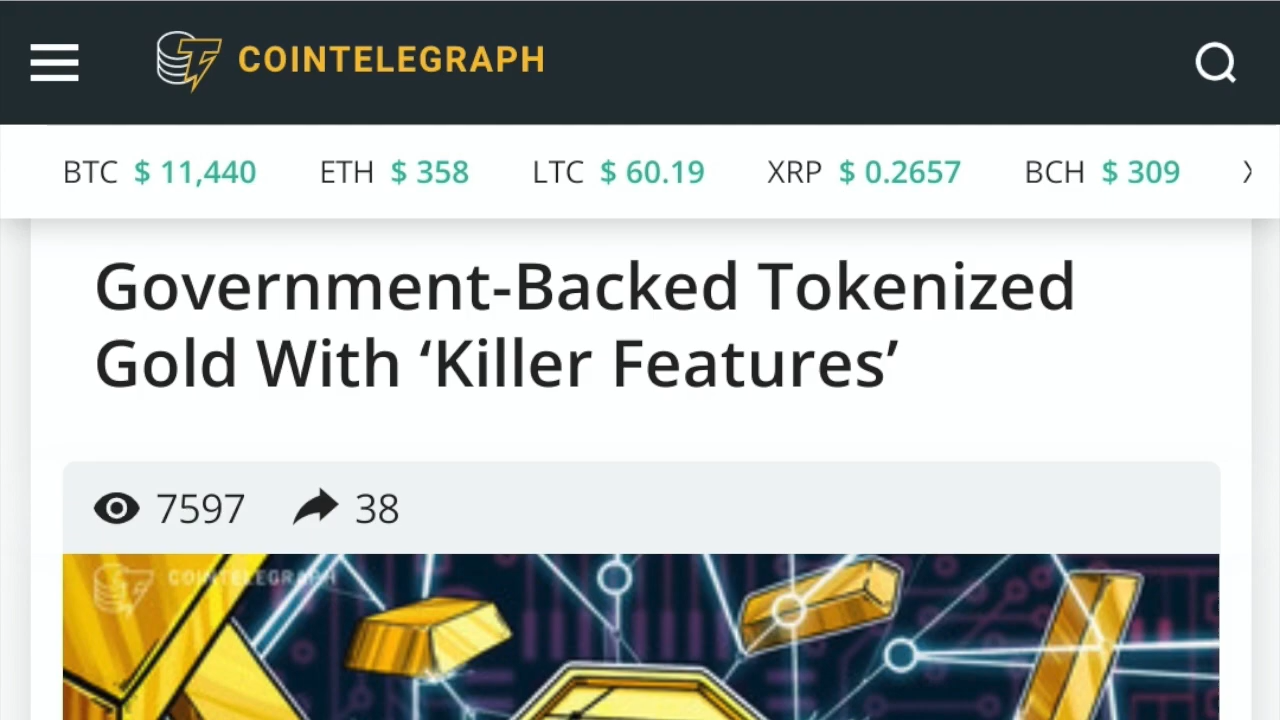 COINTELEGRAPH
BTC $ 11,440 ETH $ 358 LTC $ 60.19 XRP $ 0.2657 BCH $ 309
Government-Backed Tokenized
Gold With ‘Killer Features’
7597 38
COINTELEGRAPH